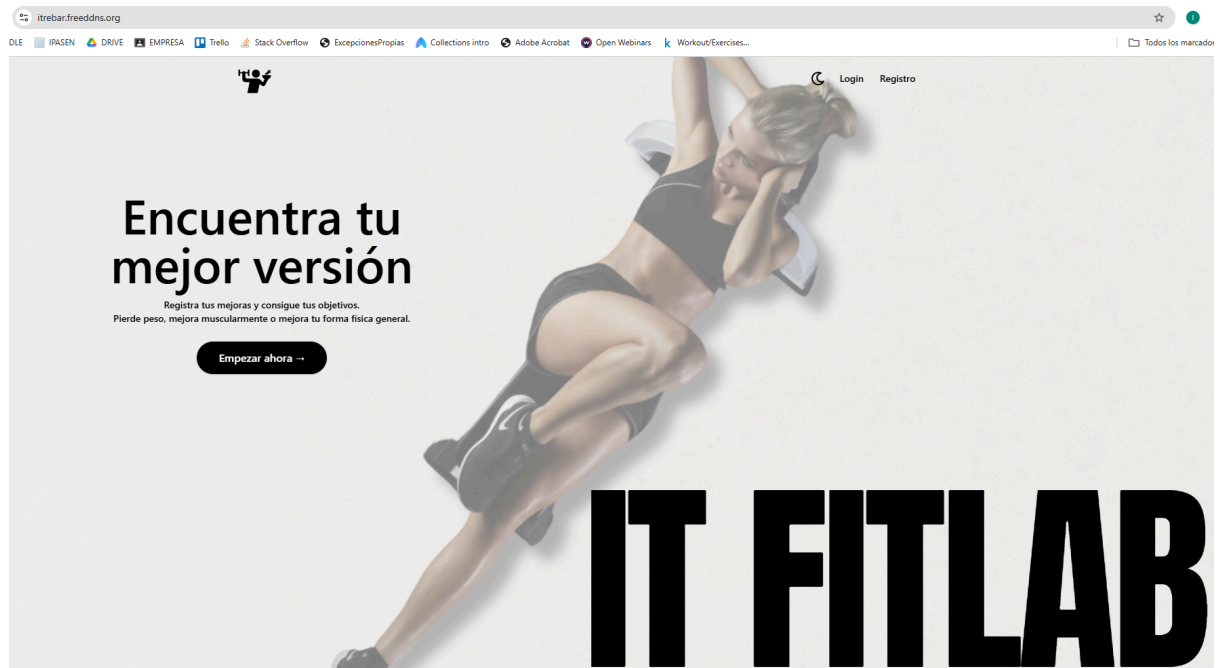 itrebar.freeddns.org
DLE IPASEN DRIVE EMPRESA Trello Stack Overflow ExcepcionesPropias Collections intro Adobe Acrobat Open Webinars Workout/Exercises... Todos los marcador
Login Registro
Encuentra tu
mejor versión
Registra tus mejoras y consigue tus objetivos.
Pierde peso, mejora muscularmente o mejora tu forma física general.
Empezar ahora →
IT FITLAB